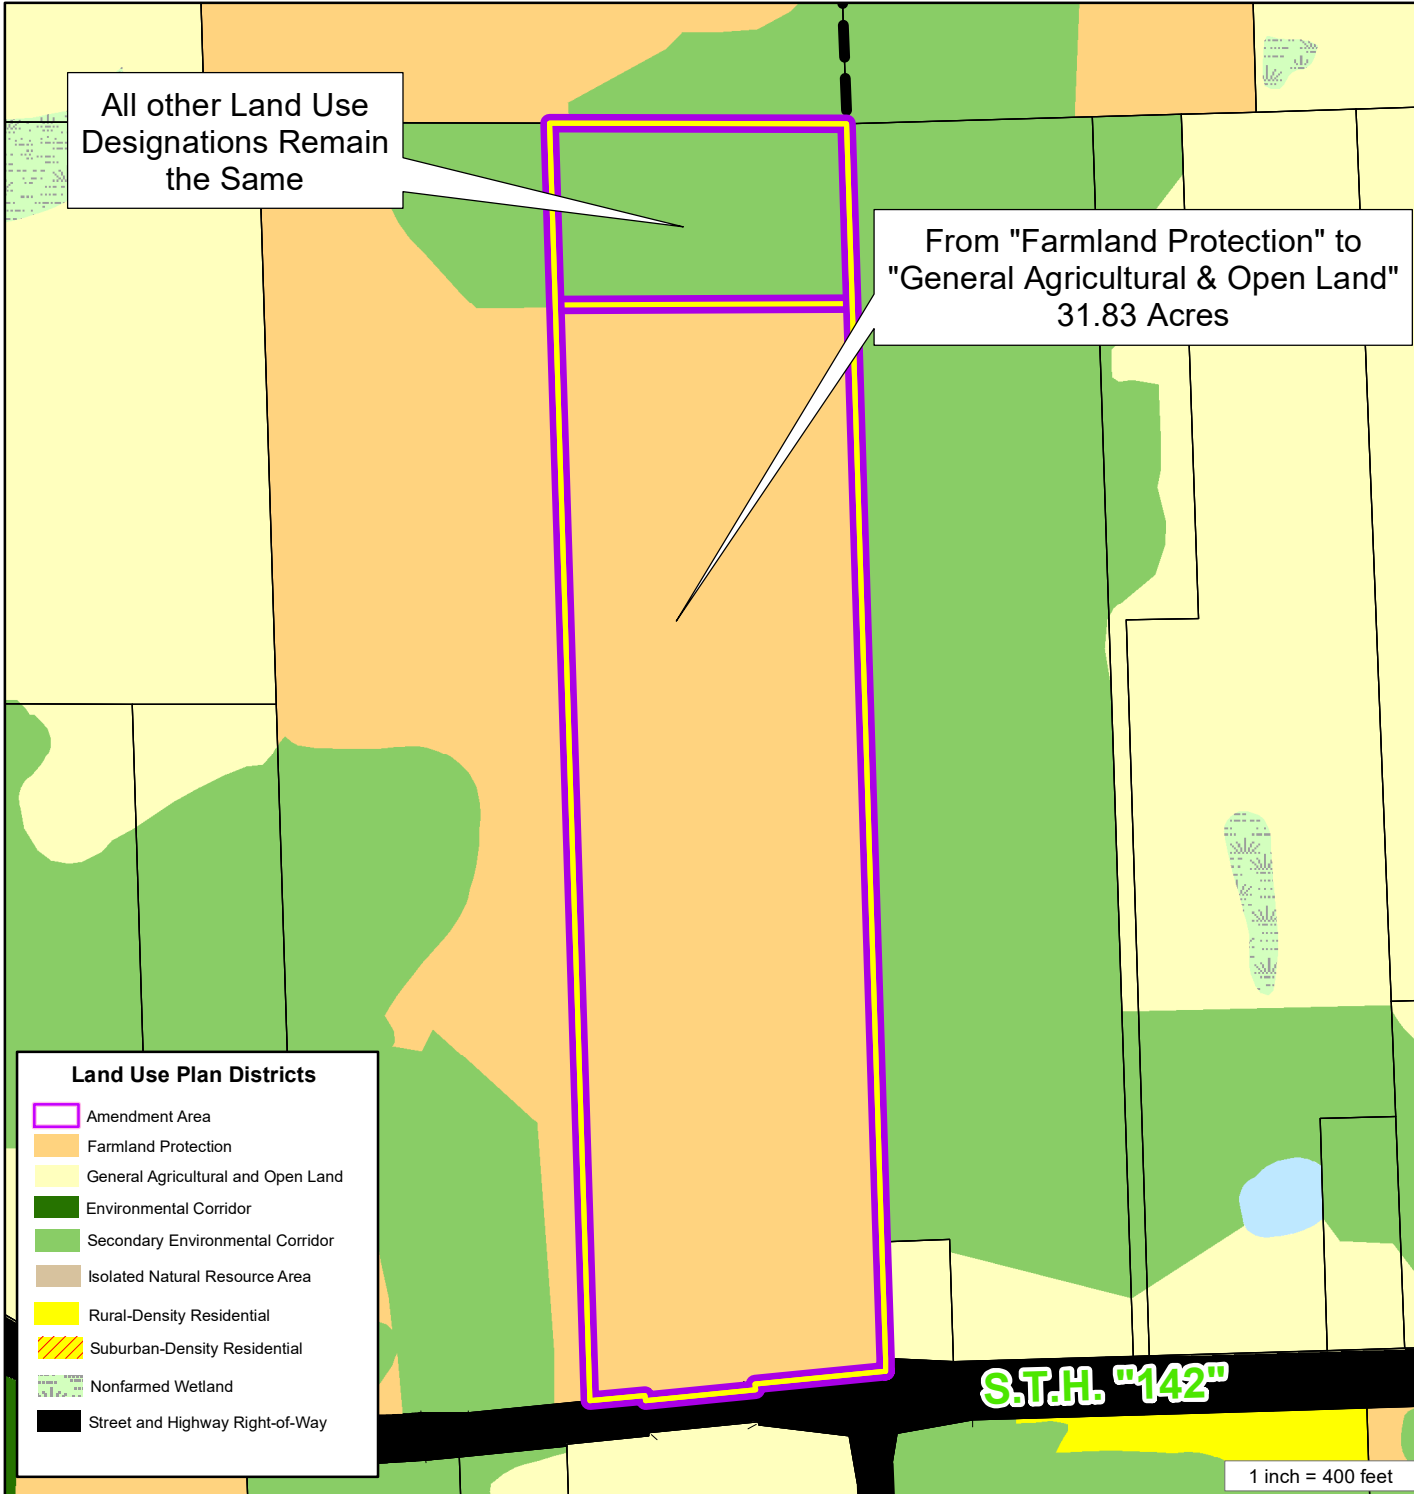 All other Land Use
Designations Remain
the Same
From "Farmland Protection" to
"General Agricultural & Open Land"
31.83 Acres
Land Use Plan Districts
Amendment Area
Farmland Protection
General Agricultural and Open Land
Environmental Corridor
Secondary Environmental Corridor
Isolated Natural Resource Area
Rural-Density Residential
Suburban-Density Residential
Nonfarmed Wetland
Street and Highway Right-of-Way
S.T.H. "142"
1 inch = 400 feet